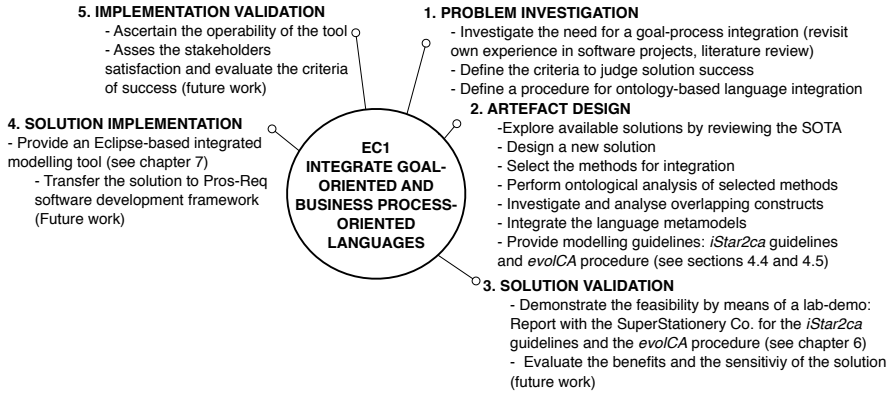 5. IMPLEMENTATION VALIDATION
- Ascertain the operability of the tool
- Asses the stakeholders
satisfaction and evaluate the criteria
of success (future work)
1. PROBLEM INVESTIGATION
- Investigate the need for a goal-process integration (revisit
own experience in software projects, literature review)
- Define the criteria to judge solution success
- Define a procedure for ontology-based language integration
2. ARTEFACT DESIGN
-Explore available solutions by reviewing the SOTA
- Design a new solution
- Select the methods for integration
- Perform ontological analysis of selected methods
- Investigate and analyse overlapping constructs
- Integrate the language metamodels
- Provide modelling guidelines: iStar2ca guidelines
and evolCA procedure (see sections 4.4 and 4.5)
4. SOLUTION IMPLEMENTATION
- Provide an Eclipse-based integrated
modelling tool (see chapter 7)
- Transfer the solution to Pros-Req
software development framework
(Future work)
EC1
INTEGRATE GOAL-
ORIENTED AND
BUSINESS PROCESS-
ORIENTED
LANGUAGES
3. SOLUTION VALIDATION
- Demonstrate the feasibility by means of a lab-demo:
Report with the SuperStationery Co. for the iStar2ca
guidelines and the evolCA procedure (see chapter 6)
- Evaluate the benefits and the sensitiviy of the solution
(future work)